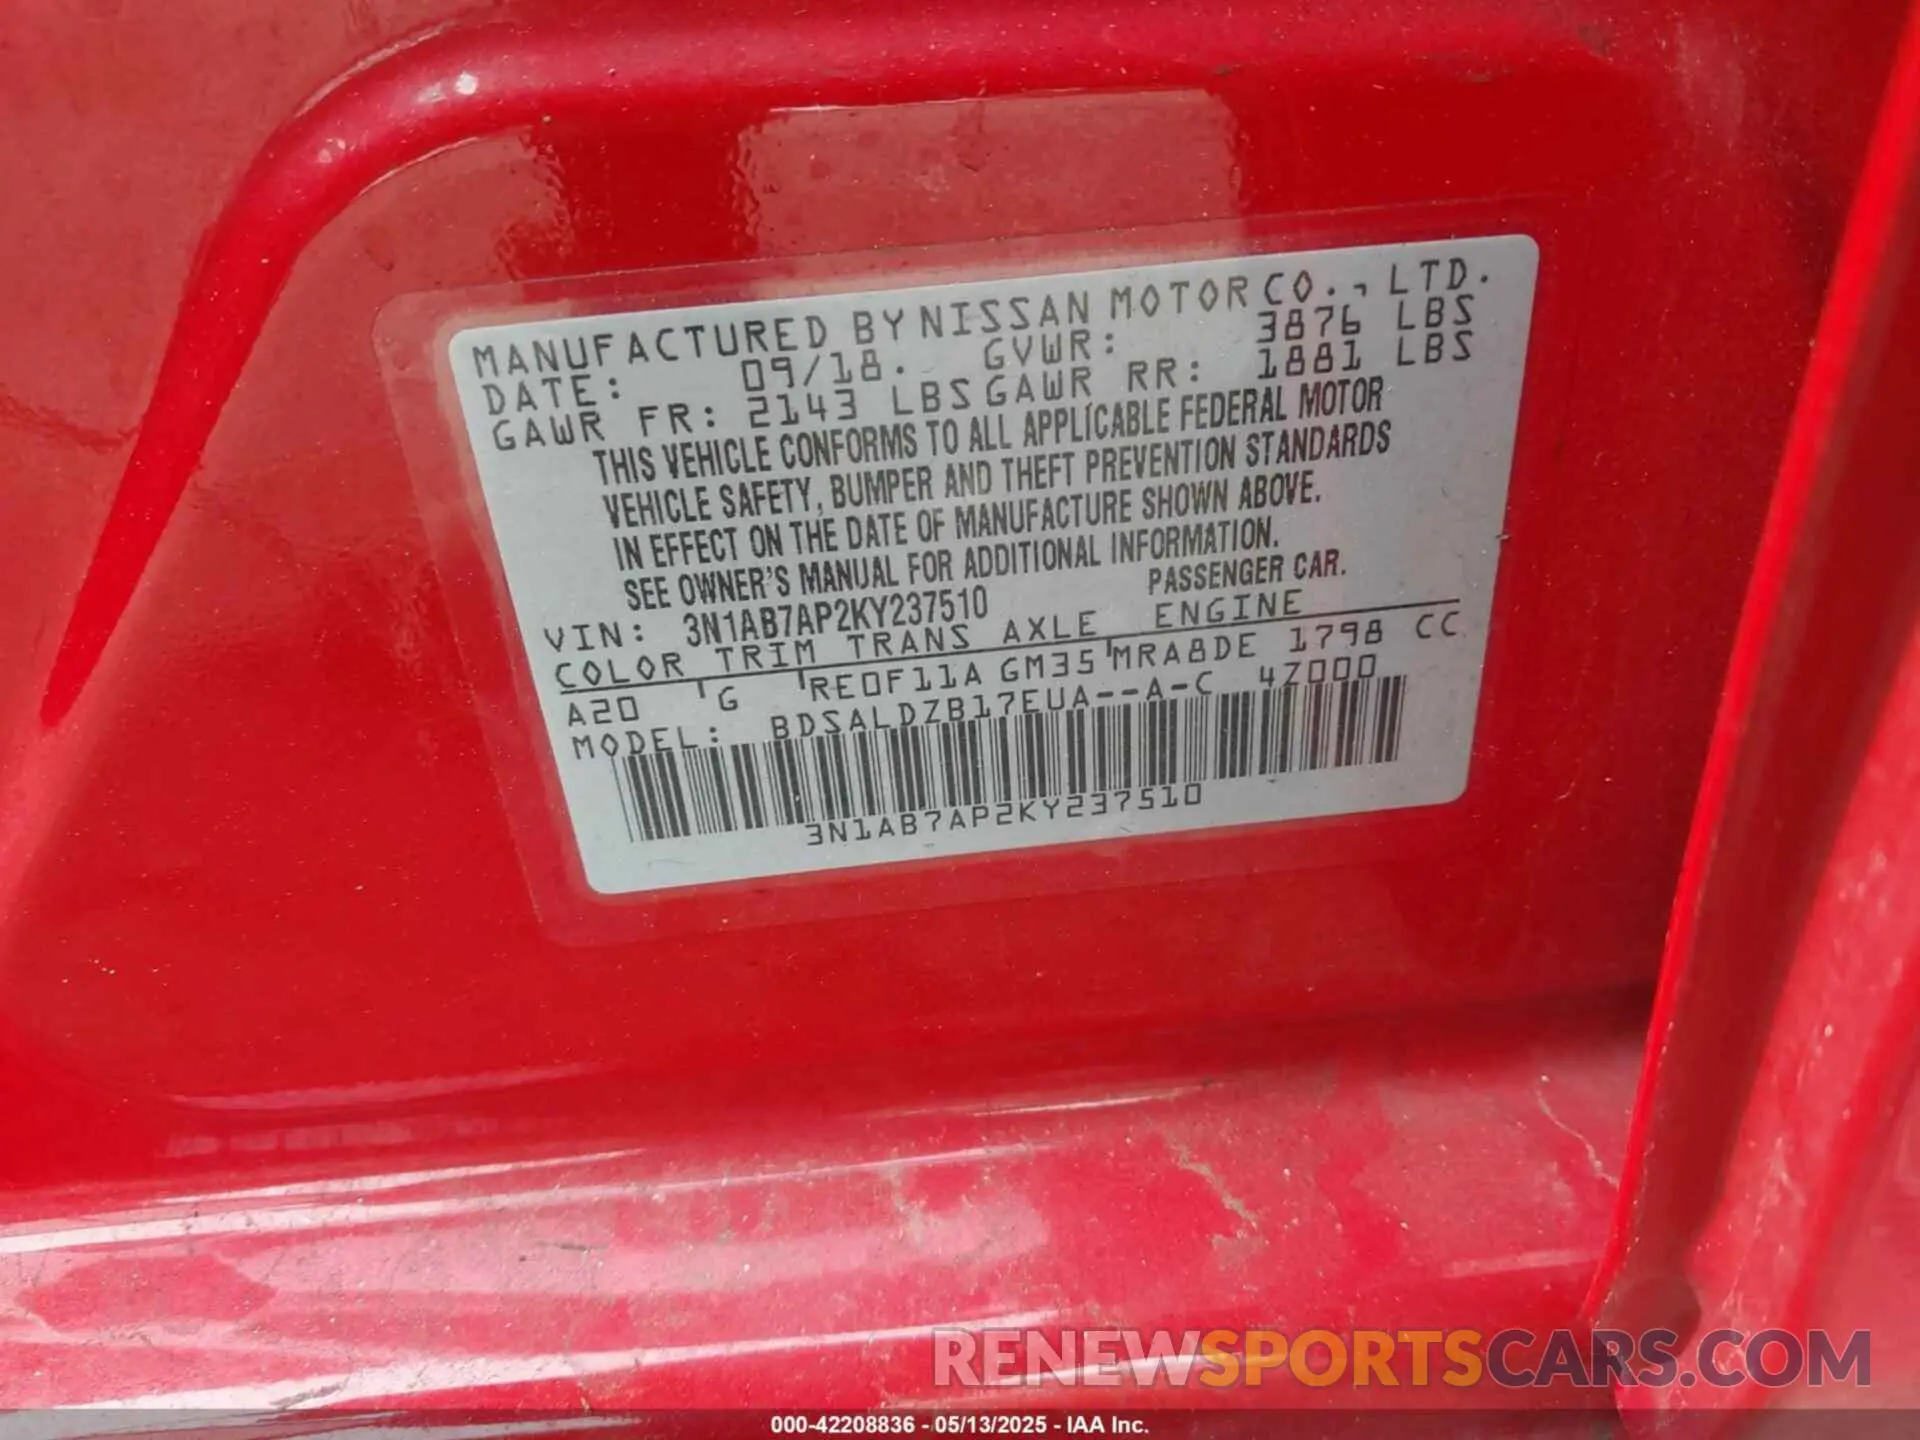 MANUFACTURED BY NISSAN MOTOR CO., LTD.
DATE: 09/18. GVWR: 3876 LBS
GAWR FR: 2143 LBS GAWR RR: 1881 LBS
THIS VEHICLE CONFORMS TO ALL APPLICABLE FEDERAL MOTOR
VEHICLE SAFETY, BUMPER AND THEFT PREVENTION STANDARDS
IN EFFECT ON THE DATE OF MANUFACTURE SHOWN ABOVE.
SEE OWNER'S MANUAL FOR ADDITIONAL INFORMATION.
VIN: 3N1AB7AP2KY237510 PASSENGER CAR.
COLOR TRIM TRANS AXLE ENGINE
A20 G RE0F11A GM35 MRA8DE 1798 CC
MODEL: BDSALDZB17EUA--A-C 4Z000
3N1AB7AP2KY237510
RENEWSPORTSCARS.COM
000-42208836 - 05/13/2025 - IAA Inc.